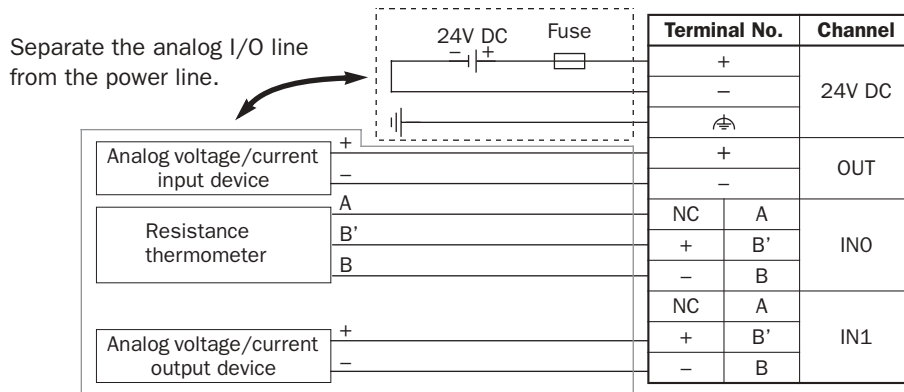 Separate the analog I/O line
from the power line.
24V DC
Fuse
− +
Terminal No. Channel
+
−
24V DC
+
−
OUT
NC A
+ B’
− B
IN0
NC A
+ B’
− B
IN1
Analog voltage/current
input device
+
−
Resistance
thermometer
A
B’
B
Analog voltage/current
output device
+
−